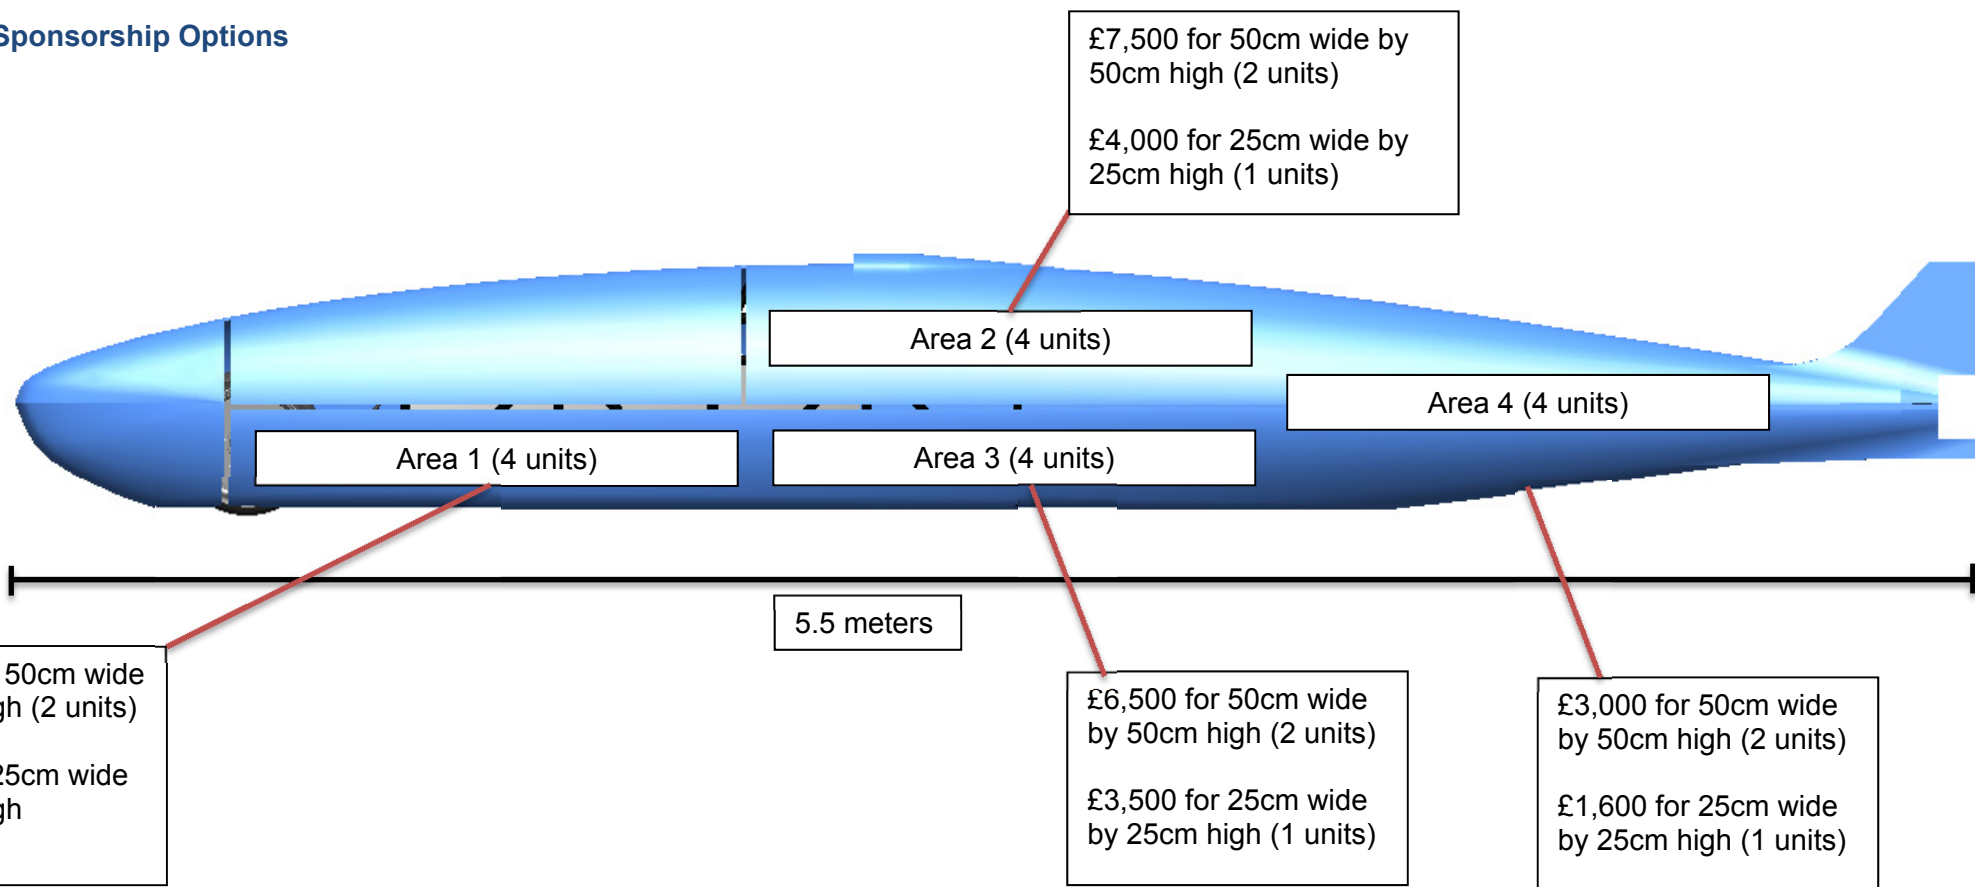 Sponsorship Options
£7,500 for 50cm wide by
50cm high (2 units)
£4,000 for 25cm wide by
25cm high (1 units)
Area 2 (4 units)
Area 4 (4 units)
Area 1 (4 units)
Area 3 (4 units)
5.5 meters
50cm wide
(2 units)
25cm wide
£6,500 for 50cm wide
by 50cm high (2 units)
£3,500 for 25cm wide
by 25cm high (1 units)
£3,000 for 50cm wide
by 50cm high (2 units)
£1,600 for 25cm wide
by 25cm high (1 units)